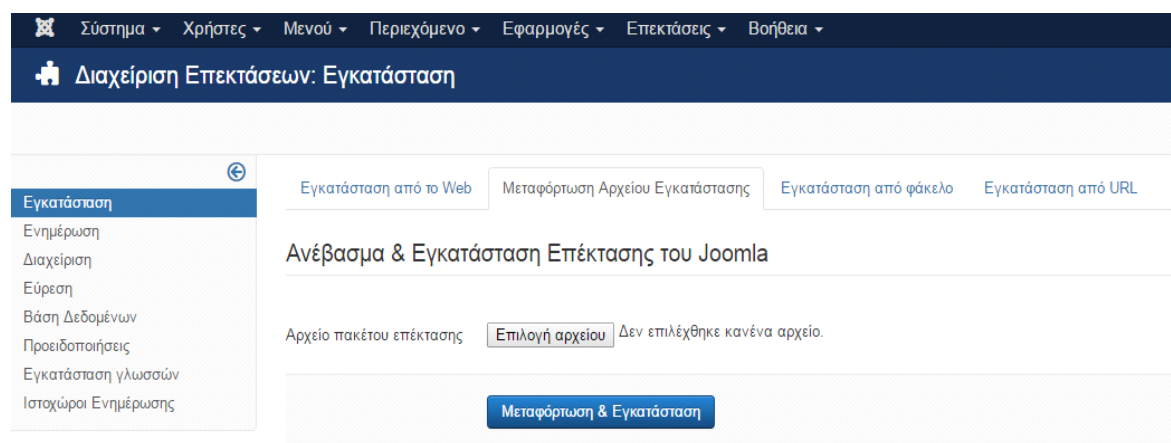 Σύστημα Χρήστες Μενού Περιεχόμενο Εφαρμογές Επεκτάσεις Βοήθεια
Διαχείριση Επεκτάσεων: Εγκατάσταση
Εγκατάσταση
Ενημέρωση
Διαχείριση
Εύρεση
Βάση Δεδομένων
Προειδοποιήσεις
Εγκατάσταση γλωσσών
Ιστοχώροι Ενημέρωσης
Εγκατάσταση από το Web Μεταφόρτωση Αρχείου Εγκατάστασης Εγκατάσταση από φάκελο Εγκατάσταση από URL
Ανέβασμα & Εγκατάσταση Επέκτασης του Joomla
Αρχείο πακέτου επέκτασης Επιλογή αρχείου Δεν επιλέχθηκε κανένα αρχείο.
Μεταφόρτωση & Εγκατάσταση